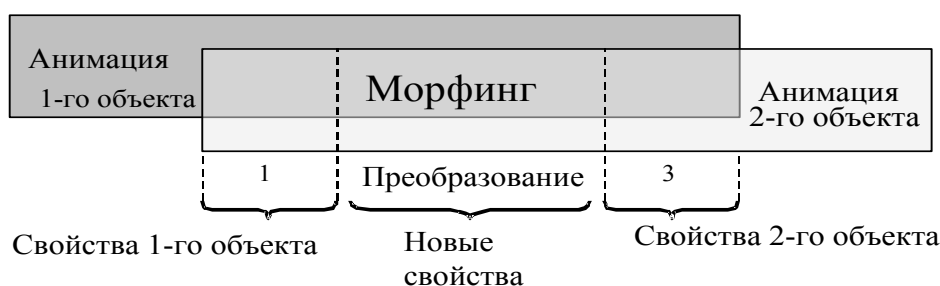 Анимация
1-го объекта
Морфинг
Анимация
2-го объекта
1
Преобразование
3
Свойства 1-го объекта
Новые
свойства
Свойства 2-го объекта